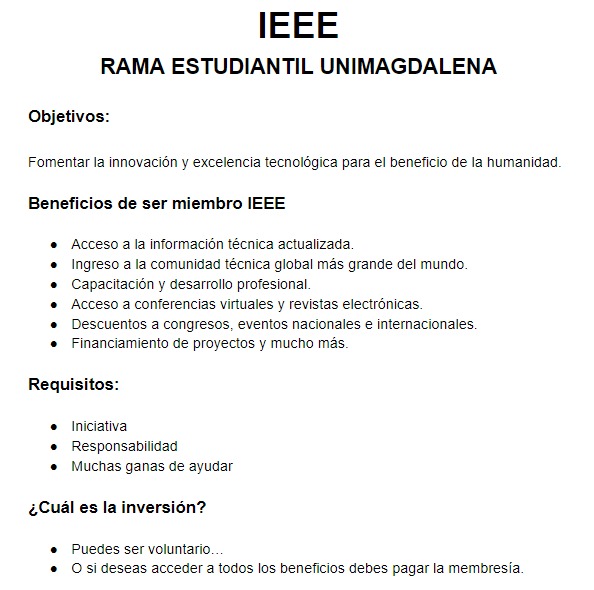 IEEE
RAMA ESTUDIANTIL UNIMAGDALENA
Objetivos:
Fomentar la innovación y excelencia tecnológica para el beneficio de la humanidad.
Beneficios de ser miembro IEEE
● Acceso a la información técnica actualizada.
● Ingreso a la comunidad técnica global más grande del mundo.
● Capacitación y desarrollo profesional.
● Acceso a conferencias virtuales y revistas electrónicas.
● Descuentos a congresos, eventos nacionales e internacionales.
● Financiamiento de proyectos y mucho más.
Requisitos:
● Iniciativa
● Responsabilidad
● Muchas ganas de ayudar
¿Cuál es la inversión?
● Puedes ser voluntario…
● O si deseas acceder a todos los beneficios debes pagar la membresía.